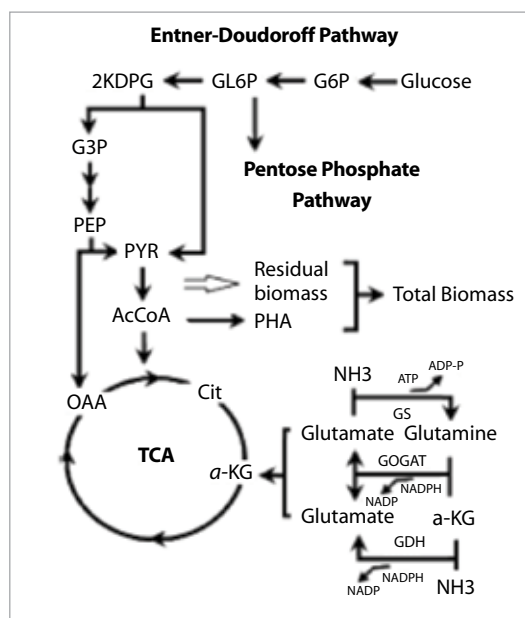 Entner-Doudoroff Pathway
2KDPG GL6P G6P Glucose
G3P
Pentose Phosphate
Pathway
PEP
PYR
Residual
biomass
Total Biomass
AcCoA
PHA
NH3
ATP
ADP-P
OAA
Cit
GS
Glutamate Glutamine
TCA
a-KG
GOGAT
NADP
NADPH
Glutamate
a-KG
GDH
NADP
NADPH
NH3